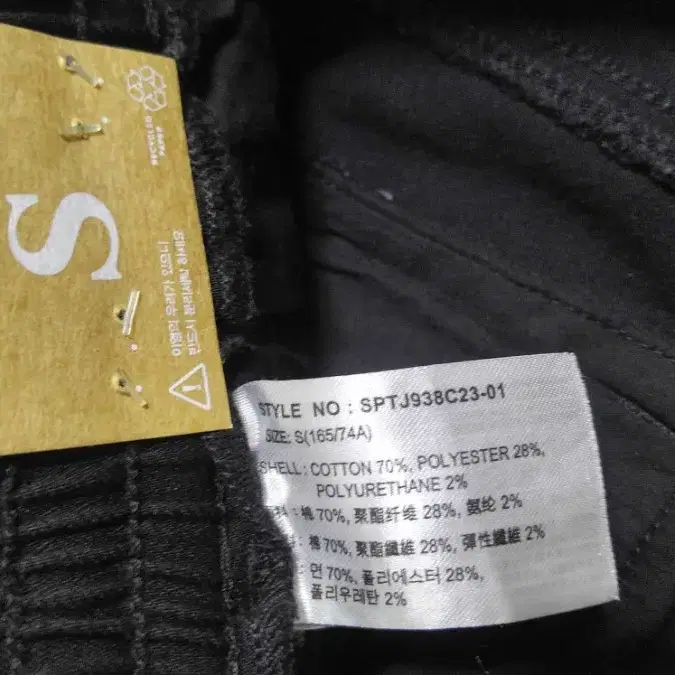 S
STYLE NO : SPTJ938C23-01
SIZE: S(165/74A)
SHELL: COTTON 70%, POLYESTER 28%,
POLYURETHANE 2%
料: 棉 70%, 聚酯纤维 28%, 氨纶 2%
: 棉 70%, 聚酯纖維 28%, 彈性纖維 2%
: 면 70%, 폴리에스터 28%,
폴리우레탄 2%